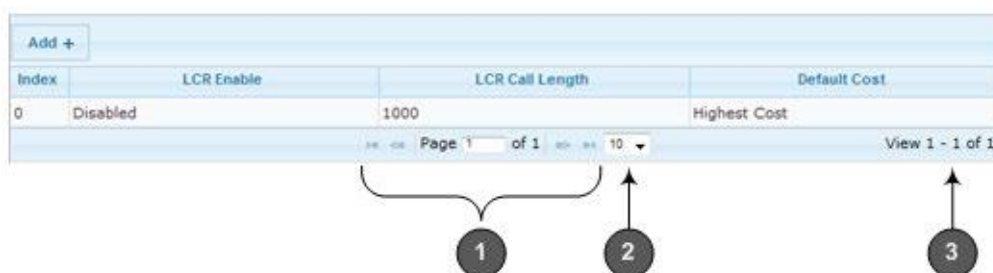 Add +
Index LCR Enable LCR Call Length Default Cost
0 Disabled 1000 Highest Cost
Page 1 of 1 10 View 1 - 1 of 1
1 2 3